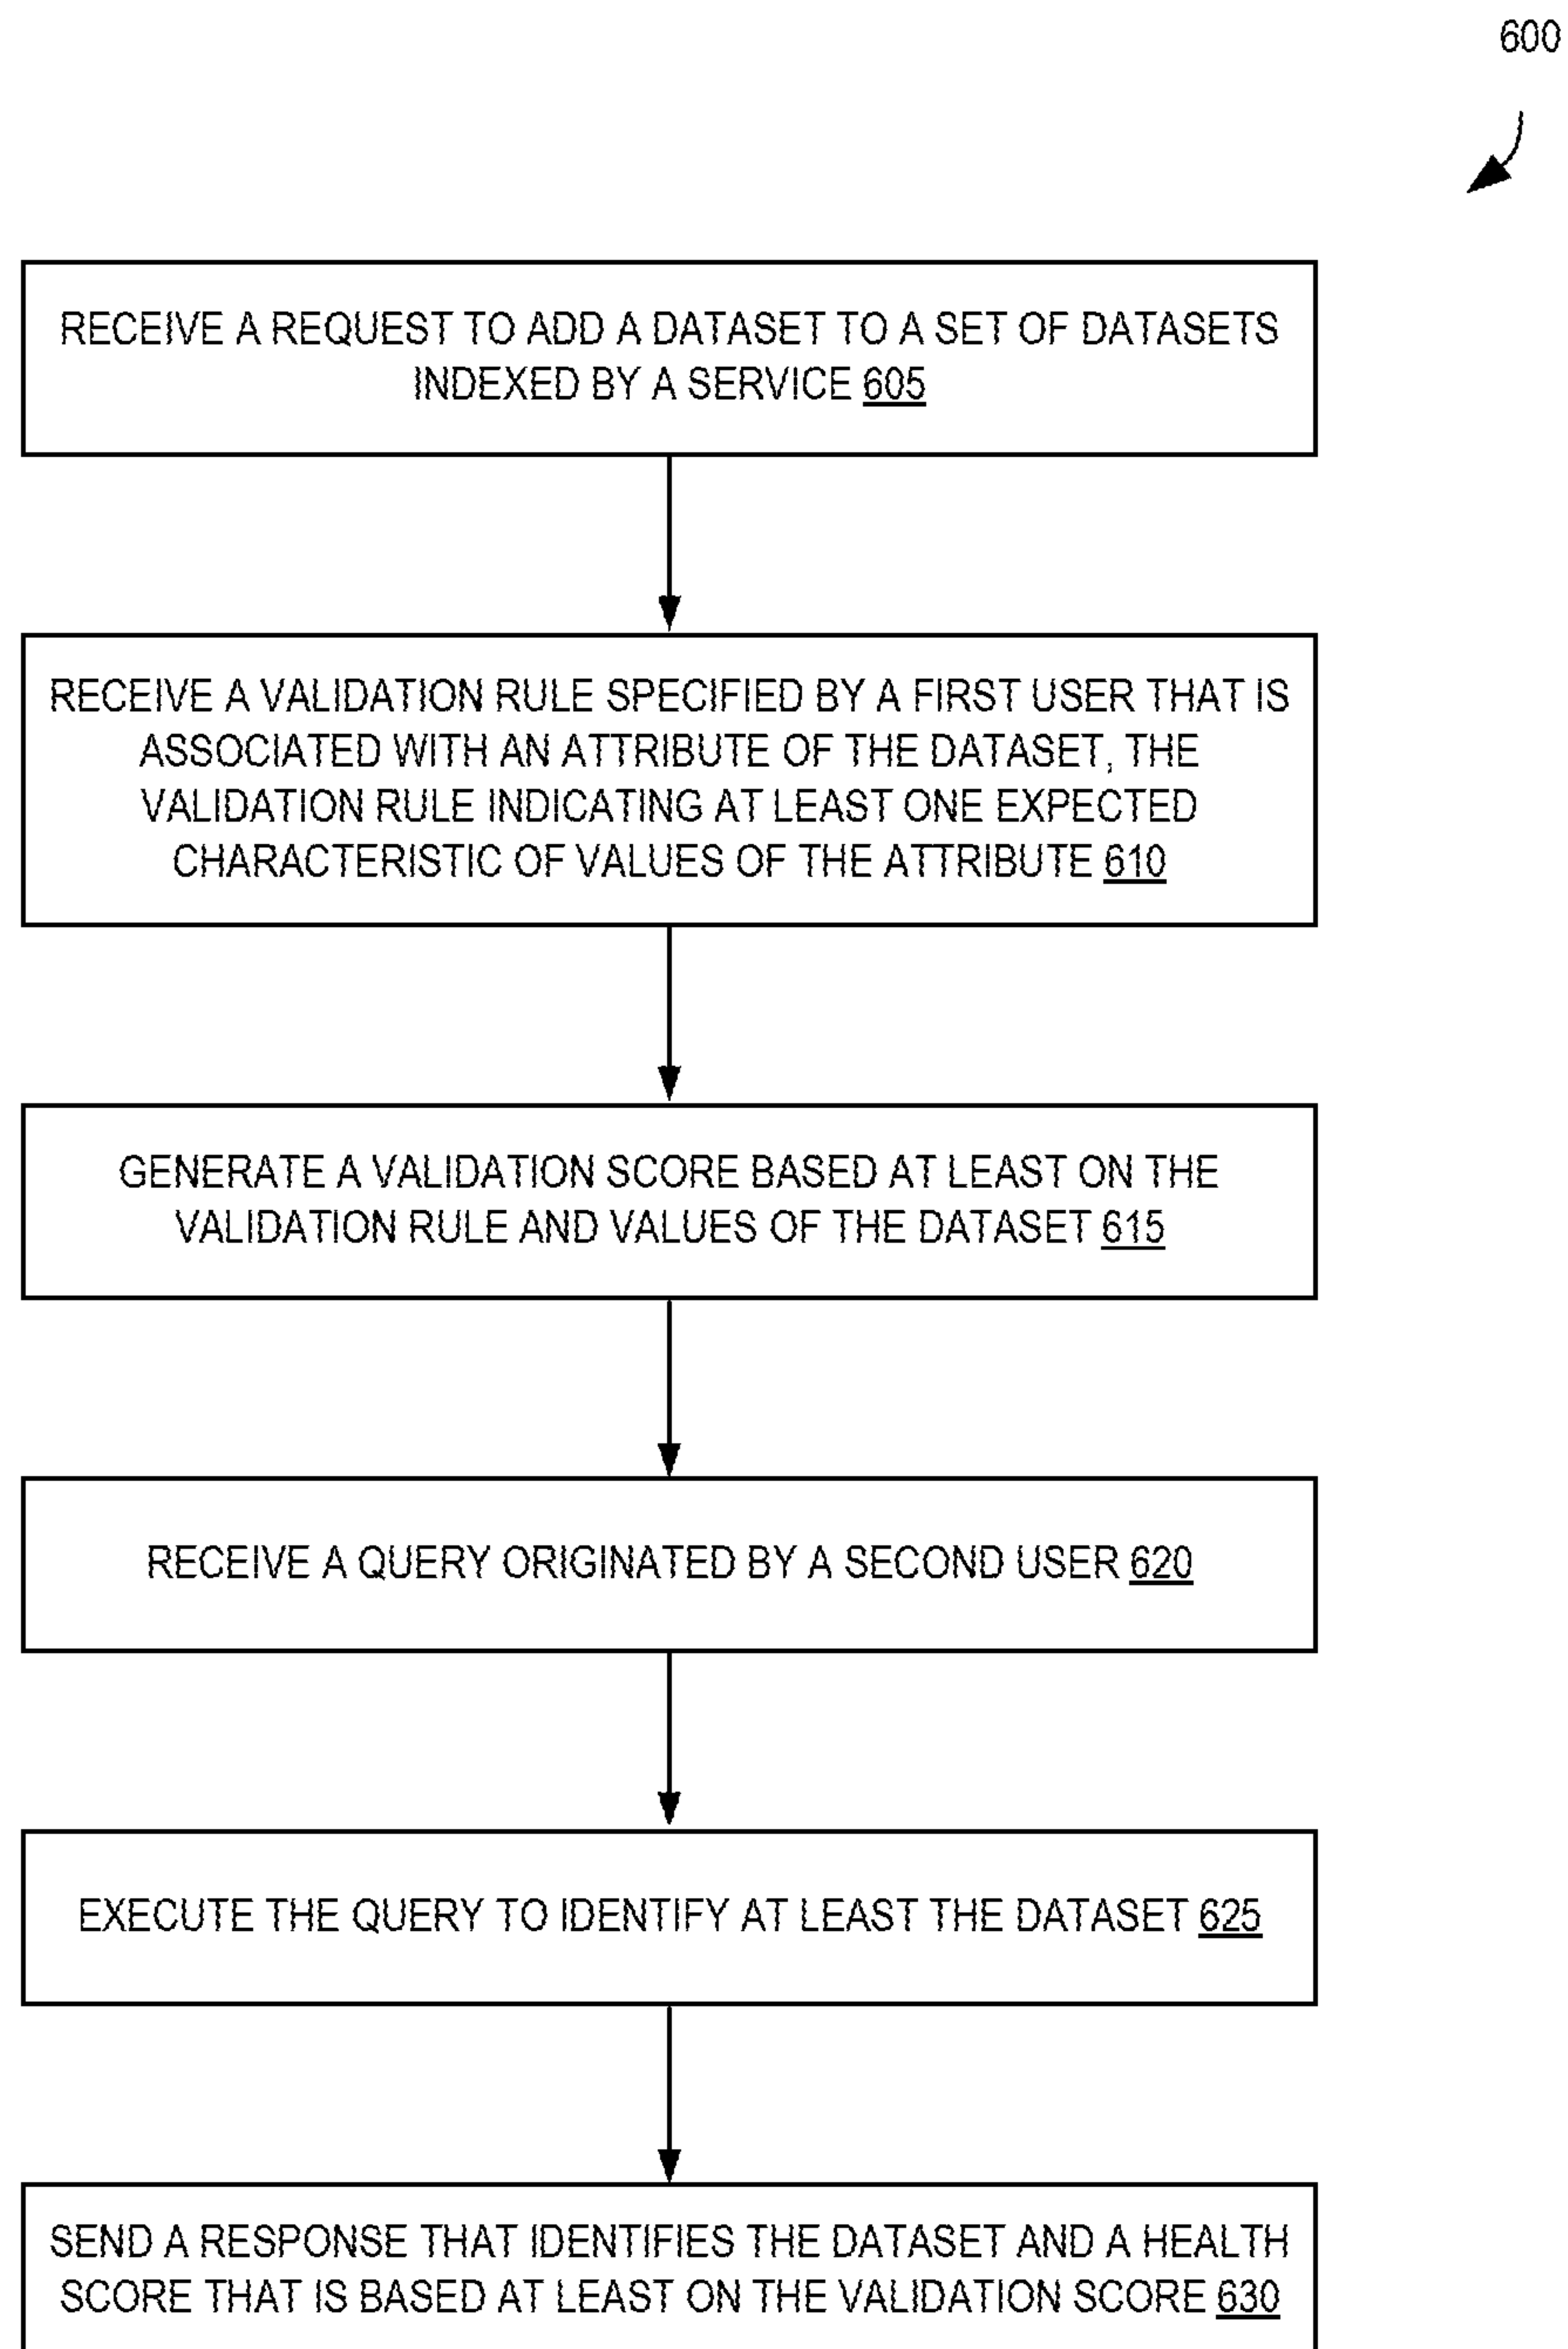 600
RECEIVE A REQUEST TO ADD A DATASET TO A SET OF DATASETS
INDEXED BY A SERVICE 605
RECEIVE A VALIDATION RULE SPECIFIED BY A FIRST USER THAT IS
ASSOCIATED WITH AN ATTRIBUTE OF THE DATASET, THE
VALIDATION RULE INDICATING AT LEAST ONE EXPECTED
CHARACTERISTIC OF VALUES OF THE ATTRIBUTE 610
GENERATE A VALIDATION SCORE BASED AT LEAST ON THE
VALIDATION RULE AND VALUES OF THE DATASET 615
RECEIVE A QUERY ORIGINATED BY A SECOND USER 620
EXECUTE THE QUERY TO IDENTIFY AT LEAST THE DATASET 625
SEND A RESPONSE THAT IDENTIFIES THE DATASET AND A HEALTH
SCORE THAT IS BASED AT LEAST ON THE VALIDATION SCORE 630